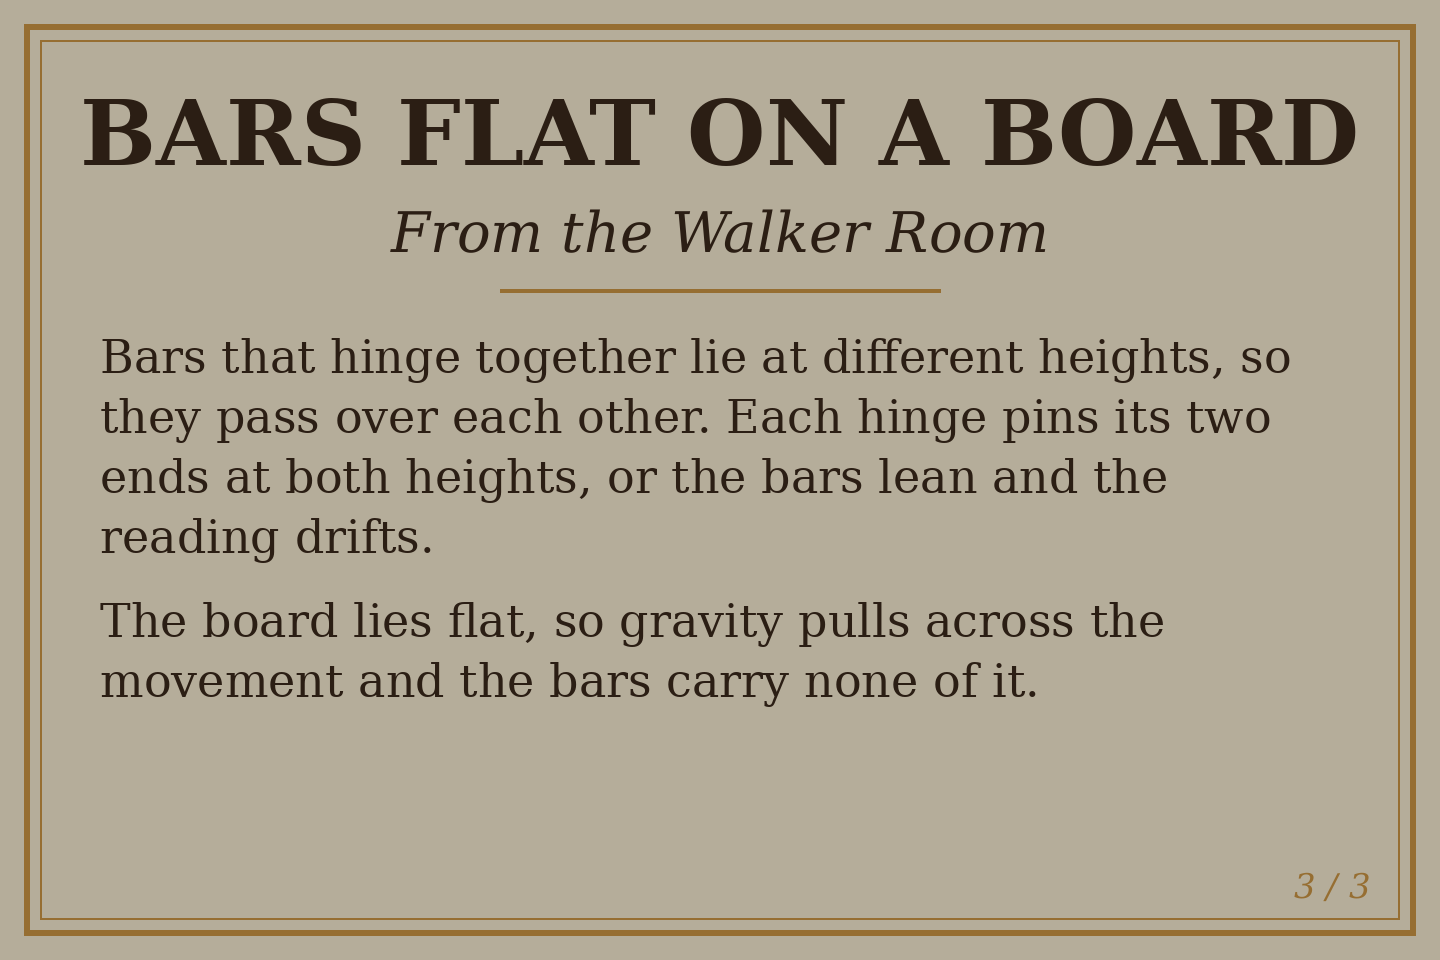 BARS FLAT ON A BOARD
From the Walker Room
Bars that hinge together lie at different heights, so
they pass over each other. Each hinge pins its two
ends at both heights, or the bars lean and the
reading drifts.
The board lies flat, so gravity pulls across the
movement and the bars carry none of it.
3 / 3